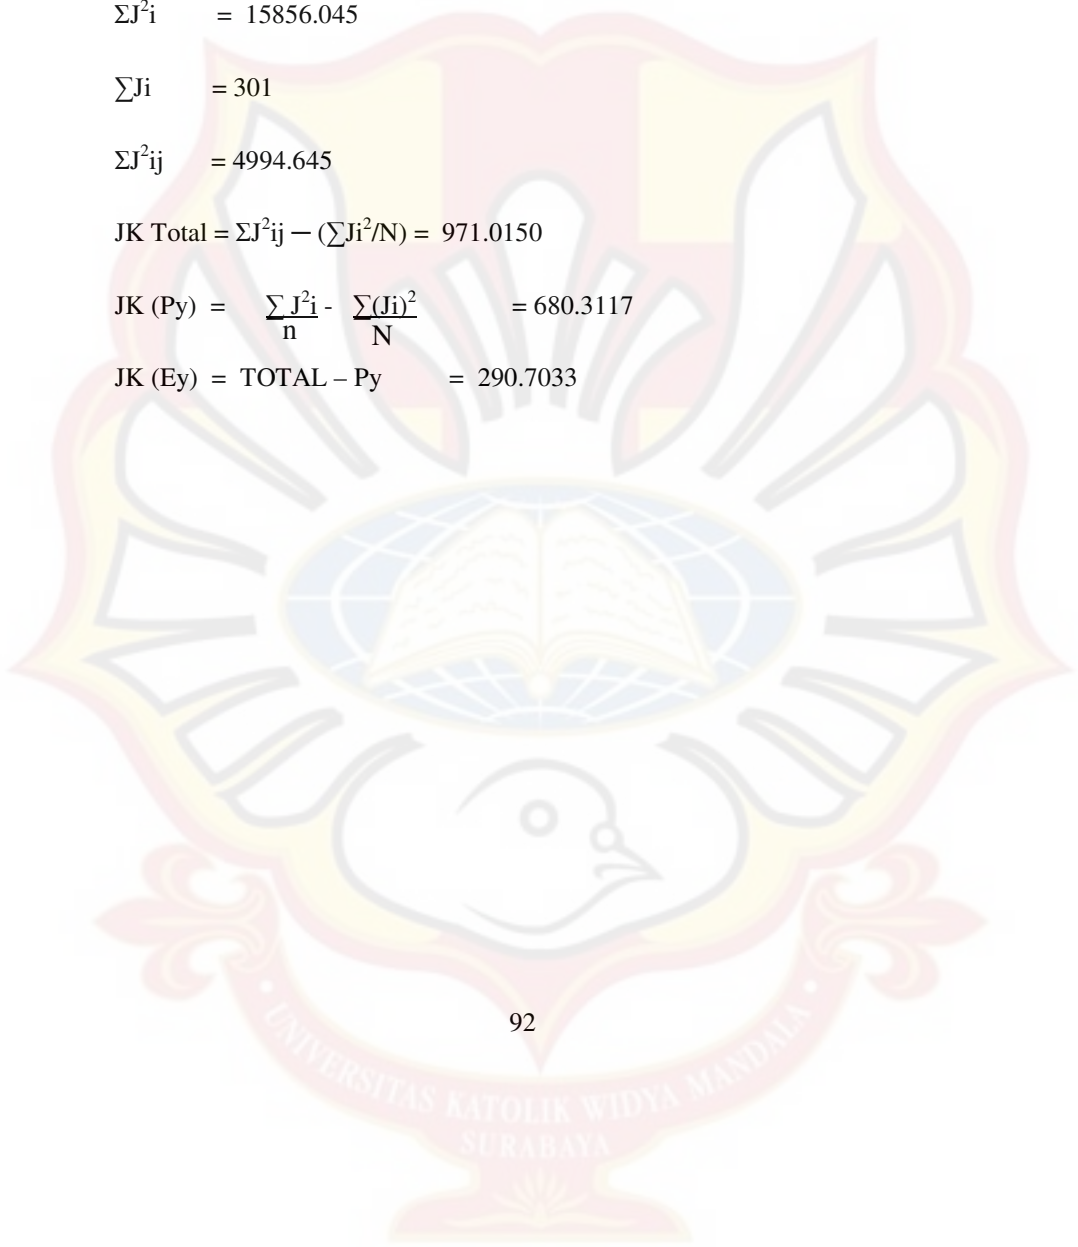 ΣJ²i = 15856.045
∑Ji = 301
ΣJ²ij = 4994.645
JK Total = ΣJ²ij – (∑Ji²/N) = 971.0150
JK (Py) = ∑ J²i - ∑(Ji)² = 680.3117
n N
JK (Ey) = TOTAL – Py = 290.7033
92
• UNIVERSITAS KATOLIK WIDYA MANDALA •
SURABAYA